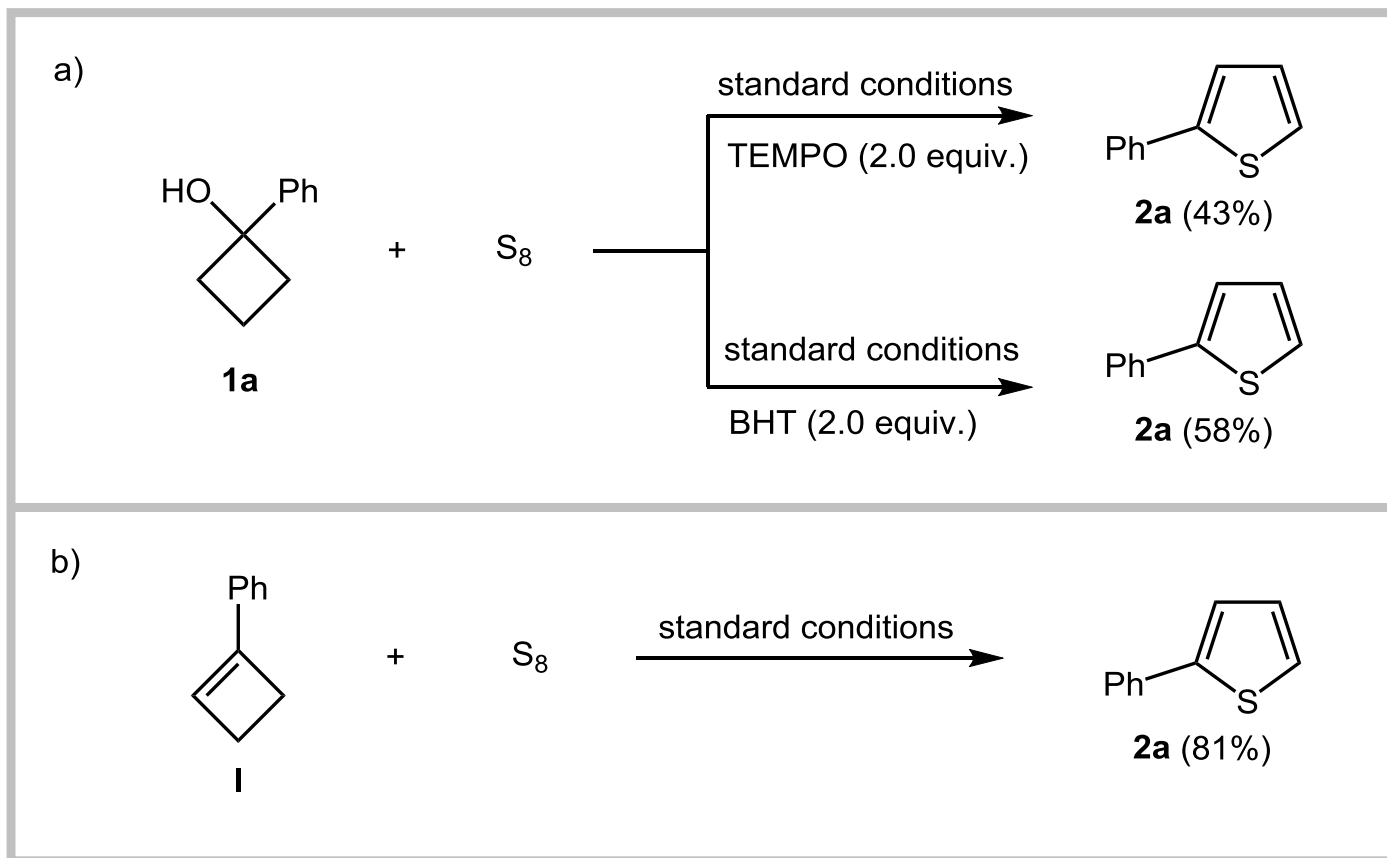 a)
HO
Ph
1a
+
S8
standard conditions
TEMPO (2.0 equiv.)
Ph
S
2a (43%)
standard conditions
BHT (2.0 equiv.)
Ph
S
2a (58%)
b)
Ph
I
+
S8
standard conditions
Ph
S
2a (81%)